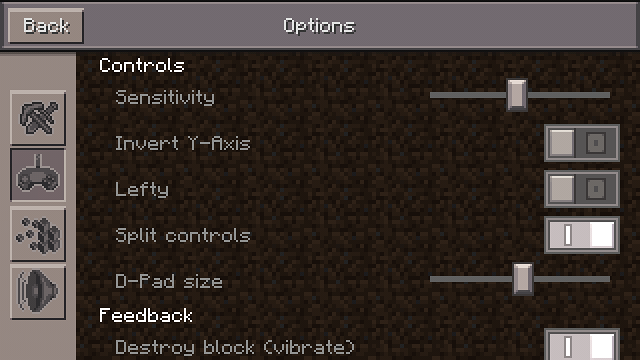 Back
Options
Controls
Sensitivity
Invert Y-Axis
Lefty
Split controls
D-Pad size
Feedback
Destroy block (vibrate)